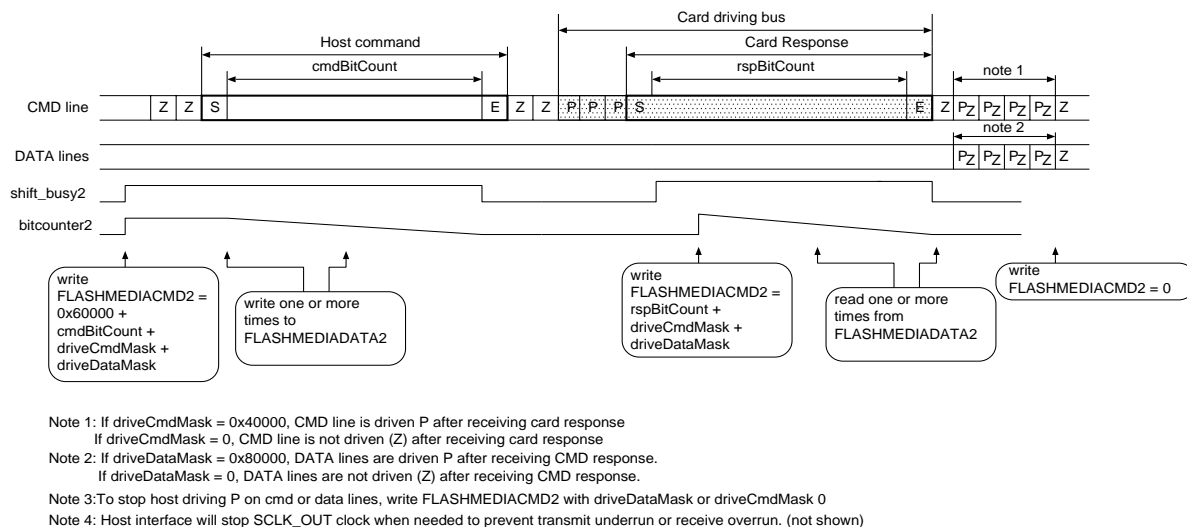 Card driving bus
Host command
Card Response
cmdBitCount
rspBitCount
note 1
CMD line
Z Z S E Z Z P P P S E Z PZ PZ PZ PZ Z
note 2
DATA lines
PZ PZ PZ PZ Z
shift_busy2
bitcounter2
write
FLASHMEDIACMD2 =
0x60000 +
cmdBitCount +
driveCmdMask +
driveDataMask
write one or more
times to
FLASHMEDIADATA2
write
FLASHMEDIACMD2 =
rspBitCount +
driveCmdMask +
driveDataMask
read one or more
times from
FLASHMEDIADATA2
write
FLASHMEDIACMD2 = 0
Note 1: If driveCmdMask = 0x40000, CMD line is driven P after receiving card response
If driveCmdMask = 0, CMD line is not driven (Z) after receiving card response
Note 2: If driveDataMask = 0x80000, DATA lines are driven P after receiving CMD response.
If driveDataMask = 0, DATA lines are not driven (Z) after receiving CMD response.
Note 3:To stop host driving P on cmd or data lines, write FLASHMEDIACMD2 with driveDataMask or driveCmdMask 0
Note 4: Host interface will stop SCLK_OUT clock when needed to prevent transmit underrun or receive overrun. (not shown)